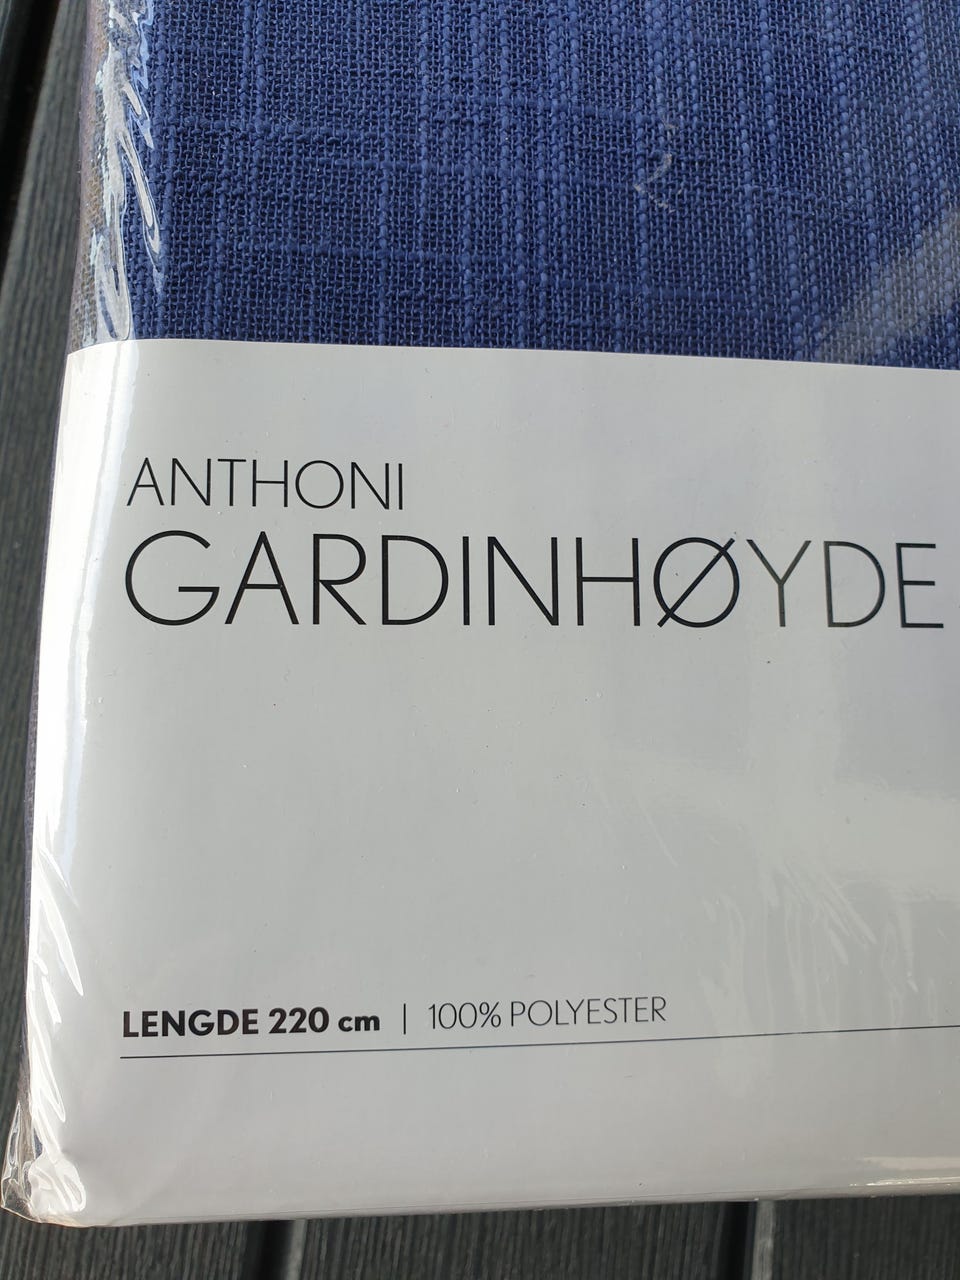 ANTHONI
GARDINHØYDE
LENGDE 220 cm | 100% POLYESTER